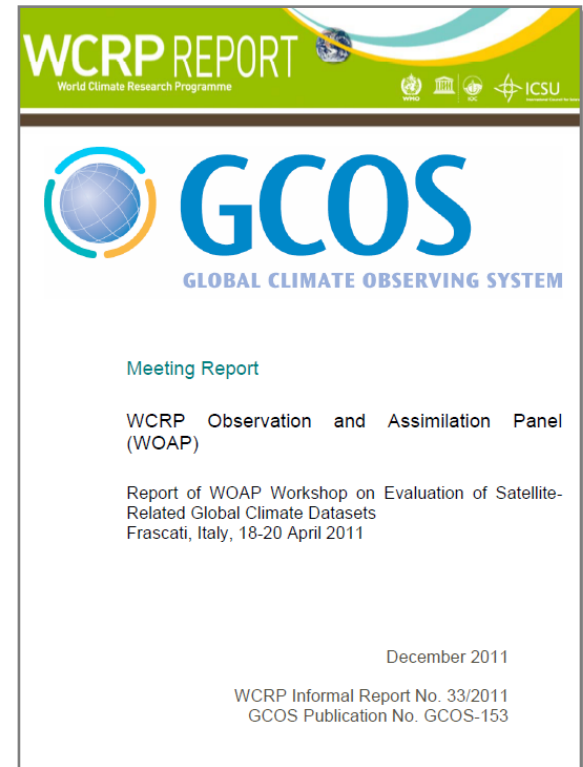 WCRP REPORT
World Climate Research Programme
WMO
IOC
ICSU
GCOS
GLOBAL CLIMATE OBSERVING SYSTEM
Meeting Report
WCRP Observation and Assimilation Panel
(WOAP)
Report of WOAP Workshop on Evaluation of Satellite-
Related Global Climate Datasets
Frascati, Italy, 18-20 April 2011
December 2011
WCRP Informal Report No. 33/2011
GCOS Publication No. GCOS-153